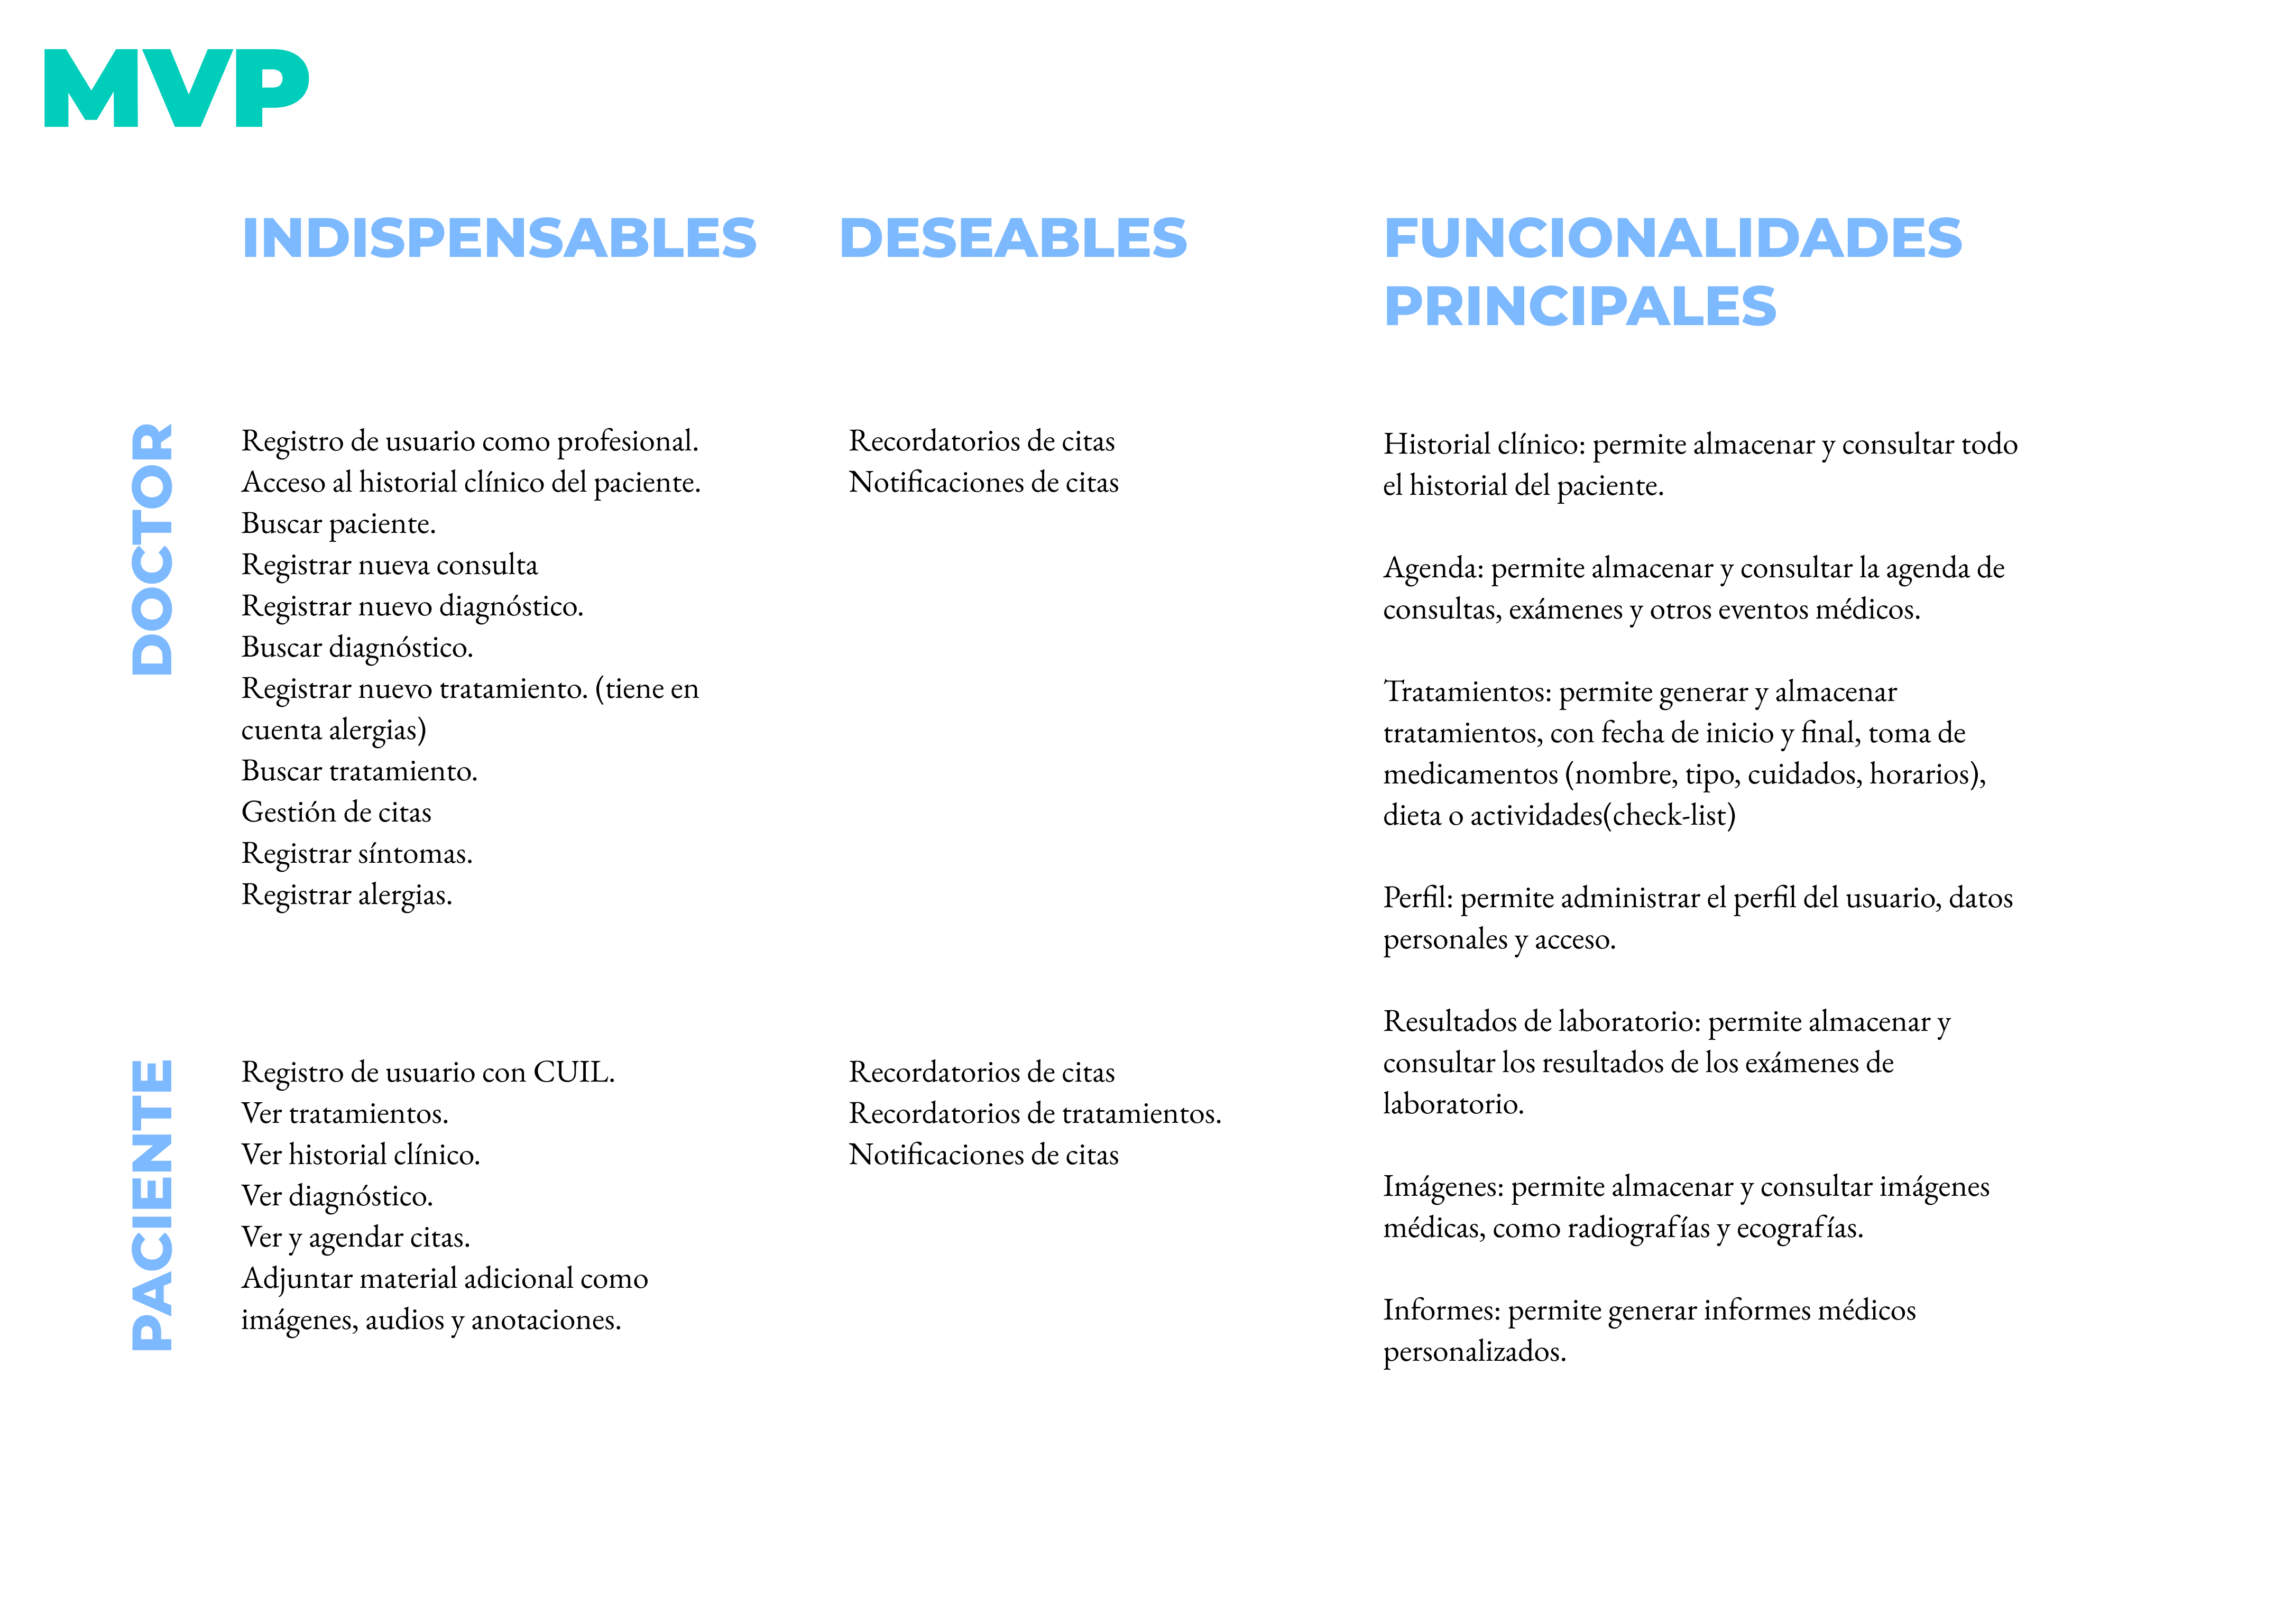 MVP
INDISPENSABLES
DESEABLES
FUNCIONALIDADES
PRINCIPALES
DOCTOR
Registro de usuario como profesional.
Acceso al historial clínico del paciente.
Buscar paciente.
Registrar nueva consulta
Registrar nuevo diagnóstico.
Buscar diagnóstico.
Registrar nuevo tratamiento. (tiene en
cuenta alergias)
Buscar tratamiento.
Gestión de citas
Registrar síntomas.
Registrar alergias.
Recordatorios de citas
Notificaciones de citas
PACIENTE
Registro de usuario con CUIL.
Ver tratamientos.
Ver historial clínico.
Ver diagnóstico.
Ver y agendar citas.
Adjuntar material adicional como
imágenes, audios y anotaciones.
Recordatorios de citas
Recordatorios de tratamientos.
Notificaciones de citas
Historial clínico: permite almacenar y consultar todo
el historial del paciente.
Agenda: permite almacenar y consultar la agenda de
consultas, exámenes y otros eventos médicos.
Tratamientos: permite generar y almacenar
tratamientos, con fecha de inicio y final, toma de
medicamentos (nombre, tipo, cuidados, horarios),
dieta o actividades(check-list)
Perfil: permite administrar el perfil del usuario, datos
personales y acceso.
Resultados de laboratorio: permite almacenar y
consultar los resultados de los exámenes de
laboratorio.
Imágenes: permite almacenar y consultar imágenes
médicas, como radiografías y ecografías.
Informes: permite generar informes médicos
personalizados.